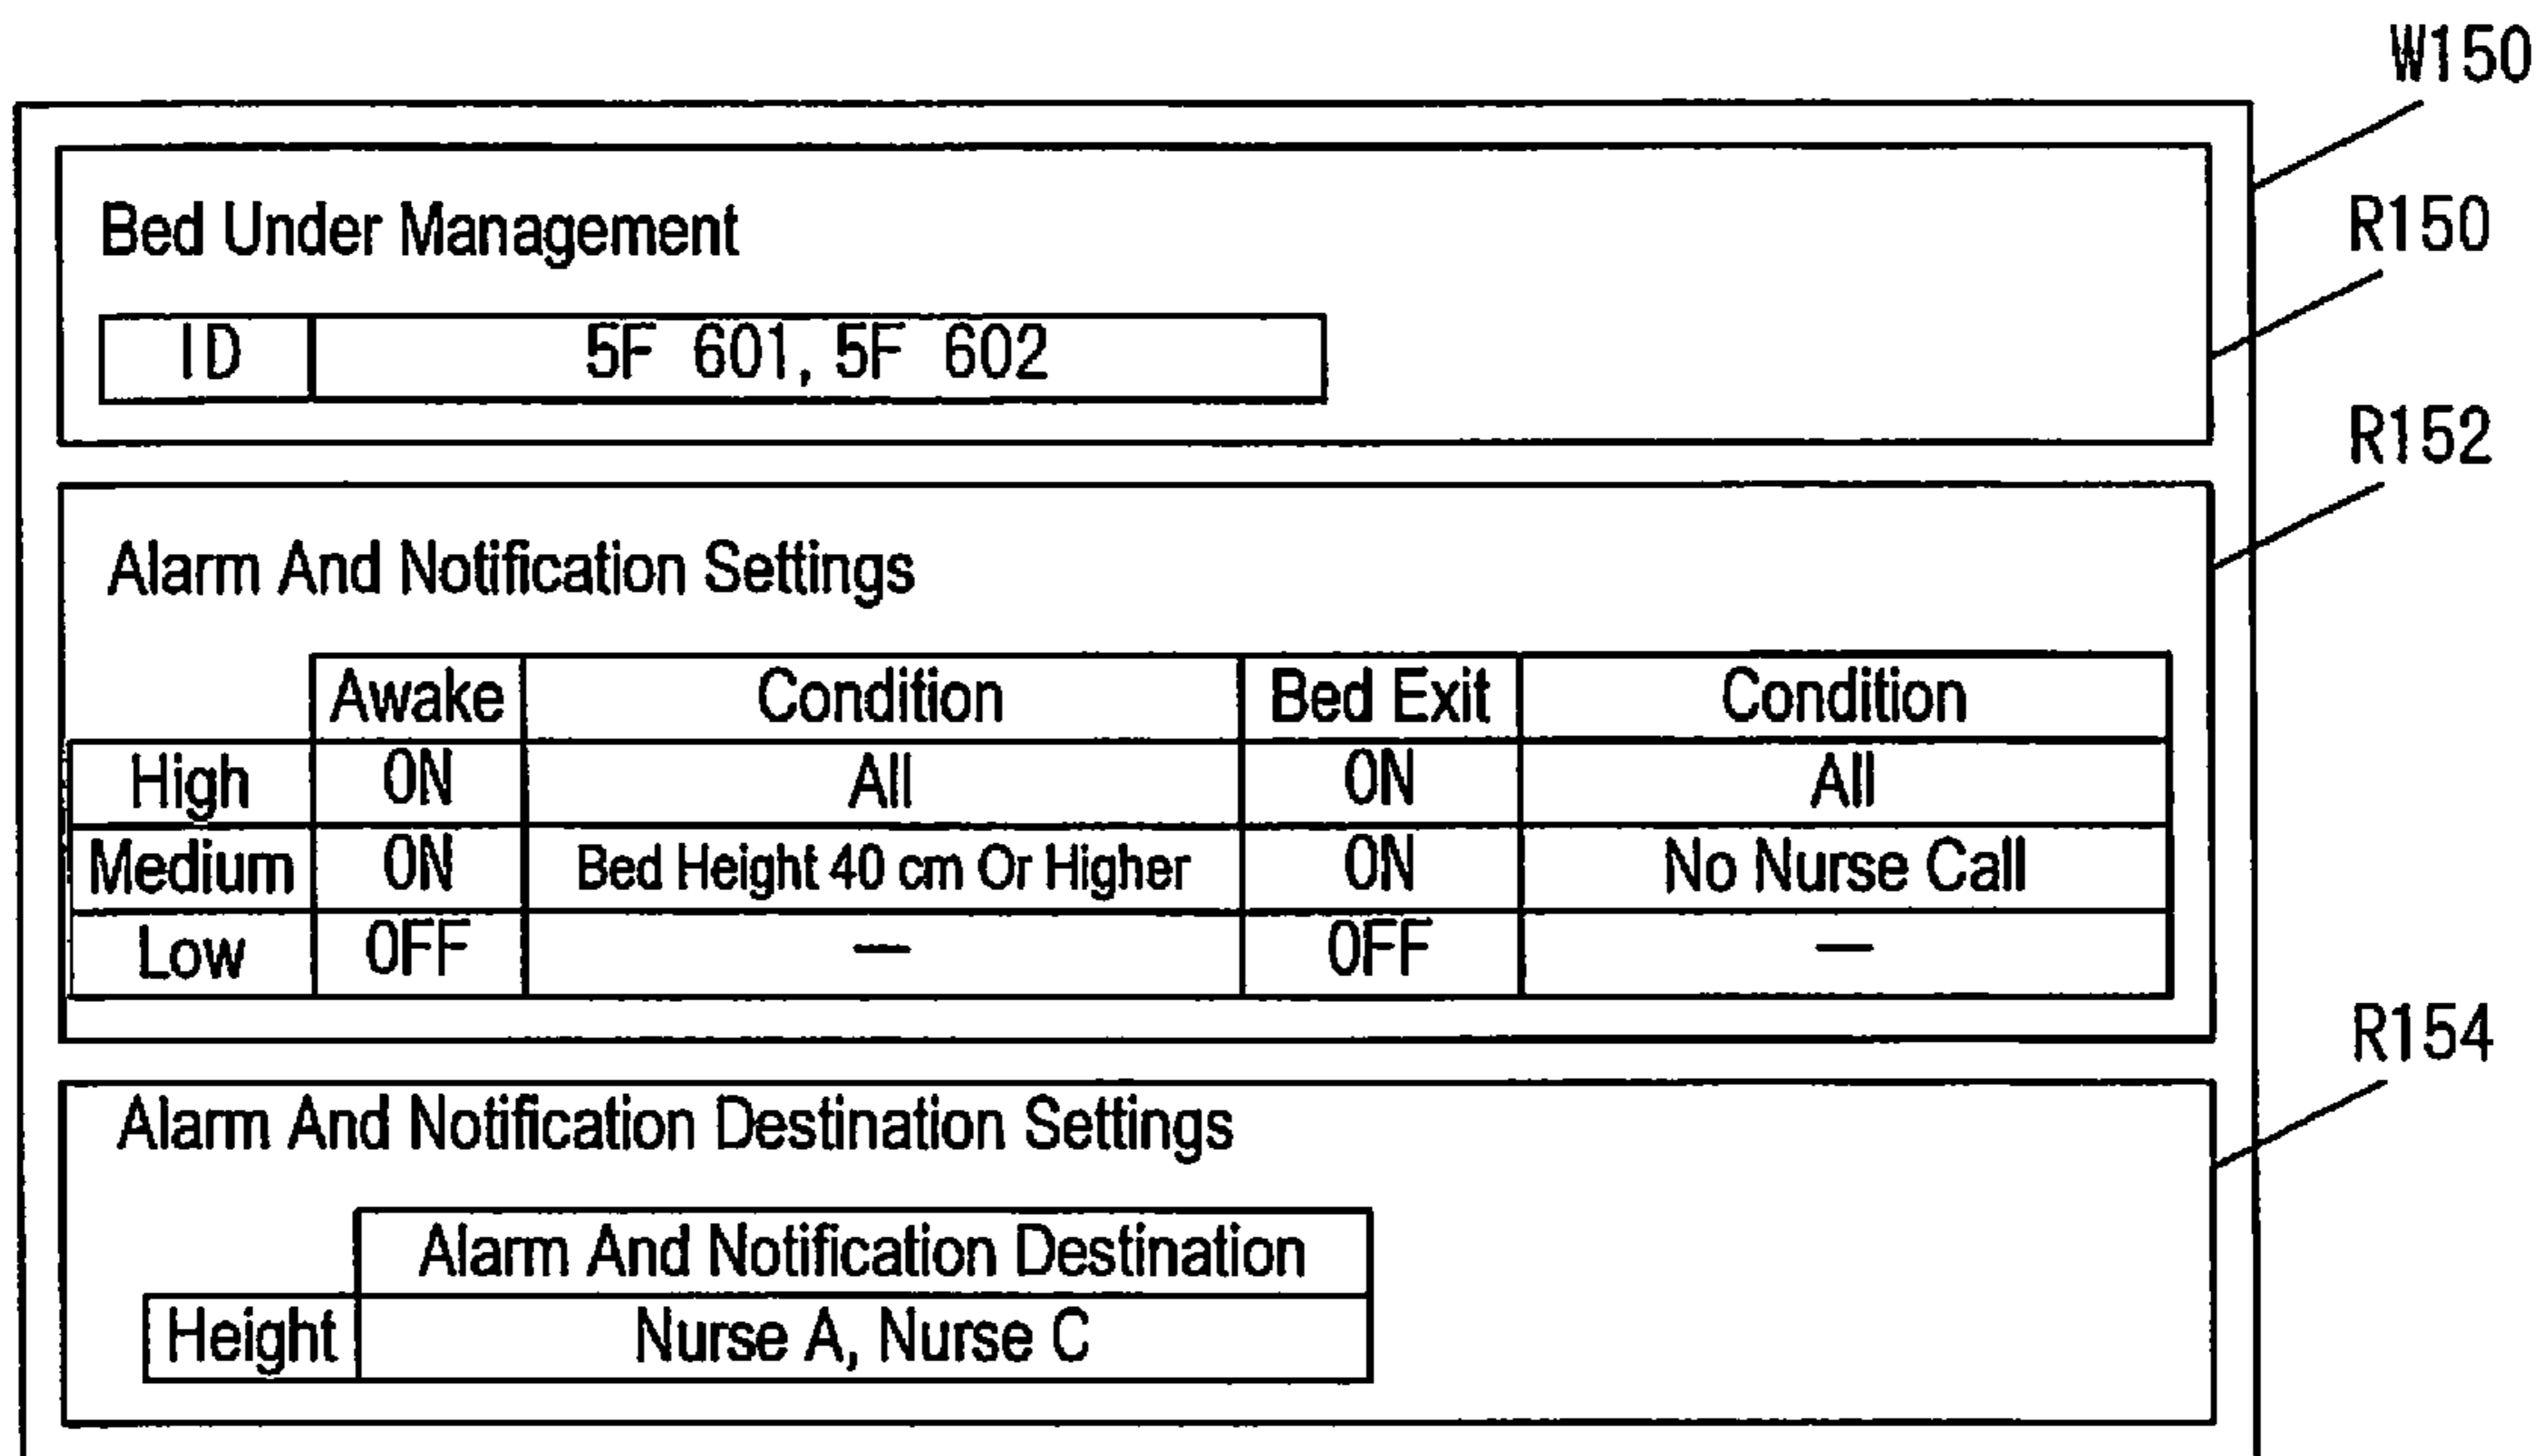 W150
Bed Under Management
R150
ID 5F 601, 5F 602
R152
Alarm And Notification Settings
Awake Condition Bed Exit Condition
High ON All ON All
Medium ON Bed Height 40 cm Or Higher ON No Nurse Call
Low OFF — OFF —
R154
Alarm And Notification Destination Settings
Alarm And Notification Destination
Height Nurse A, Nurse C